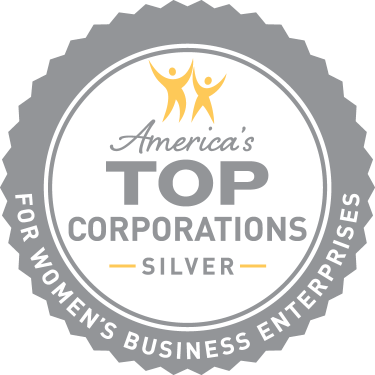 America's
TOP
CORPORATIONS
SILVER
FOR WOMEN'S BUSINESS ENTERPRISES